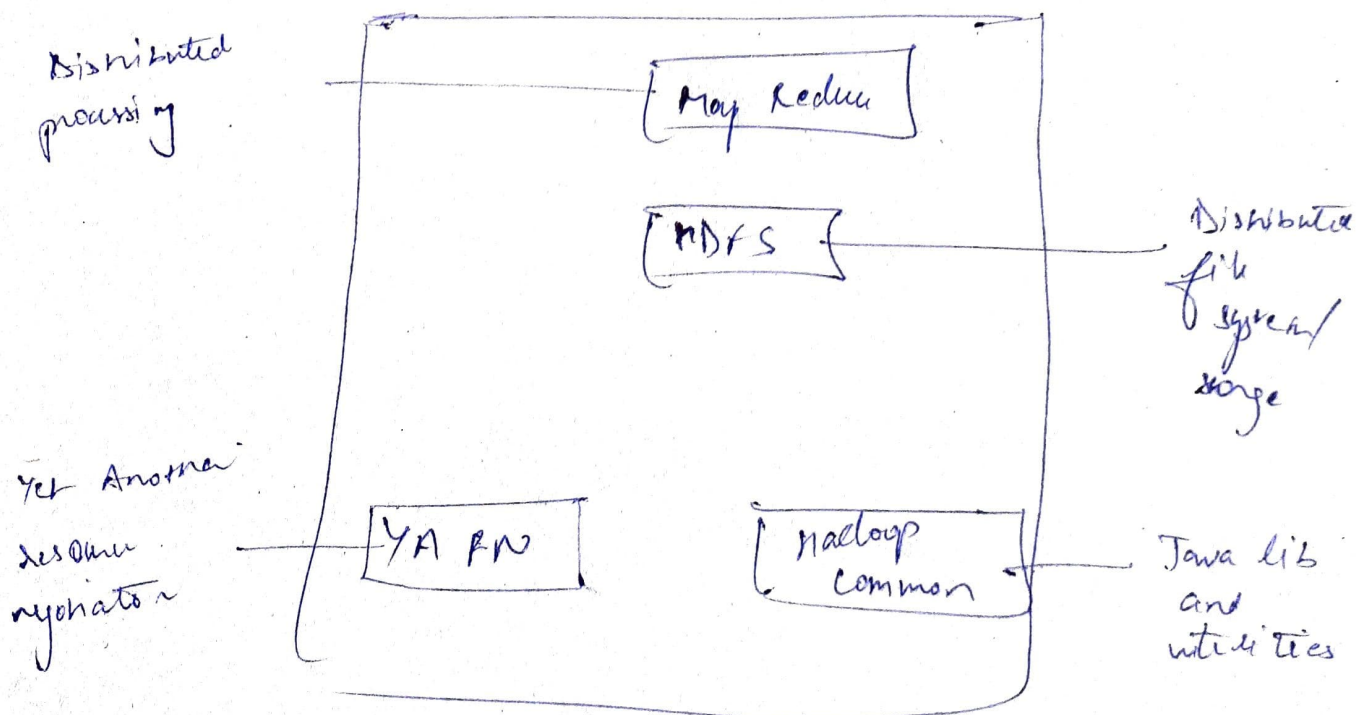 Distributed
processing
Map Reduce
HDFS
Distributed
file
system/
storge
Yet Another
resource
negotiator
YARN
Hadoop
common
Java lib
and
utilities